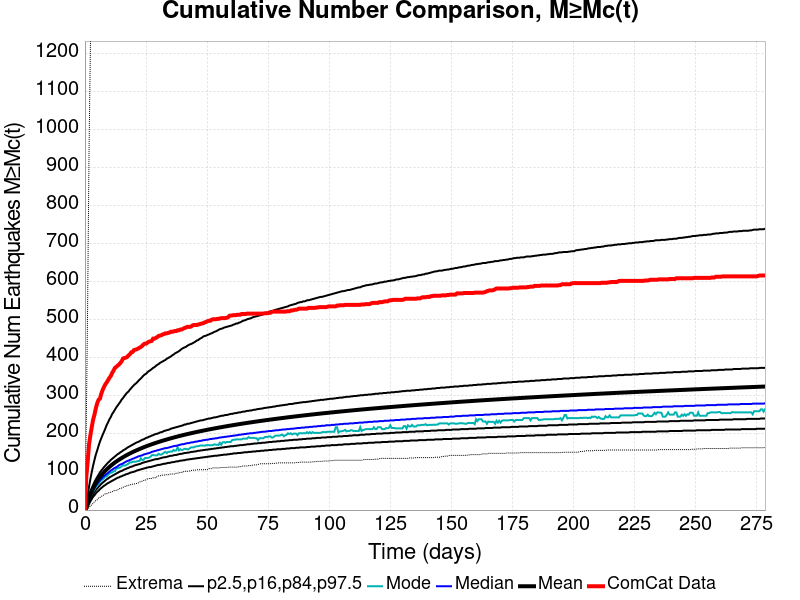 Cumulative Number Comparison, M≥Mc(t)
Cumulative Num Earthquakes M≥Mc(t)
1200
1100
1000
900
800
700
600
500
400
300
200
100
0
0 25 50 75 100 125 150 175 200 225 250 275
Time (days)
Extrema p2.5,p16,p84,p97.5 Mode Median Mean ComCat Data